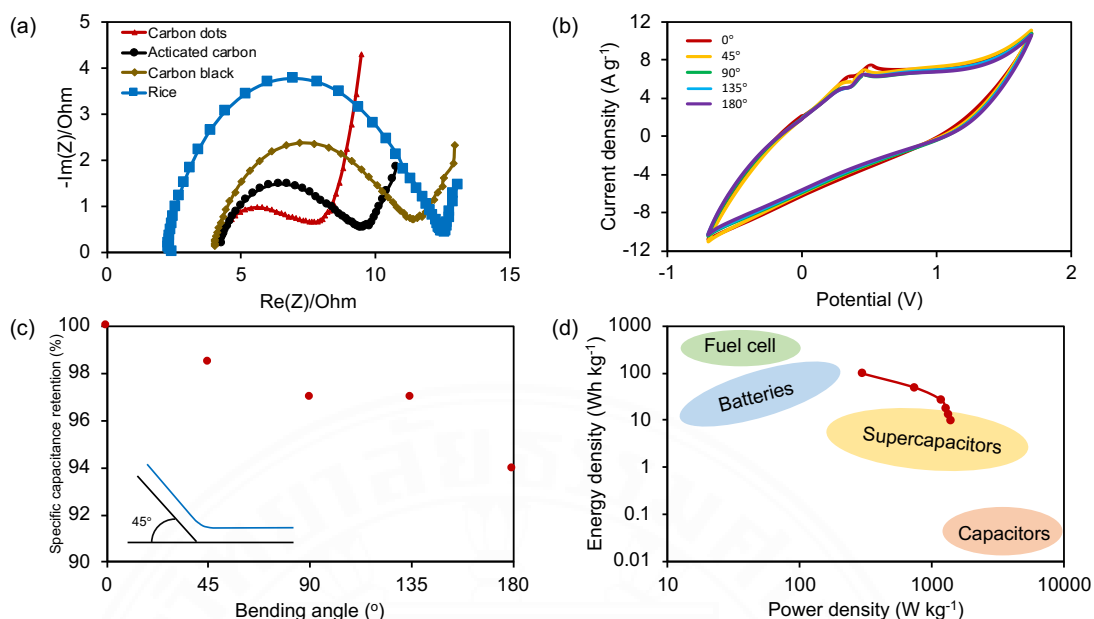 (a)
5
4
3
2
1
0
-Im(Z)/Ohm
Carbon dots
Acticated carbon
Carbon black
Rice
0
5
10
15
Re(Z)/Ohm
(b)
12
8
4
0
-4
-8
-12
Current density (A g⁻¹)
0°
45°
90°
135°
180°
-1
0
1
2
Potential (V)
(c)
100
98
96
94
92
90
Specific capacitance retention (%)
45°
0
45
90
135
180
Bending angle (°)
(d)
1000
100
10
1
0.1
0.01
Energy density (Wh kg⁻¹)
Fuel cell
Batteries
Supercapacitors
Capacitors
10
100
1000
10000
Power density (W kg⁻¹)